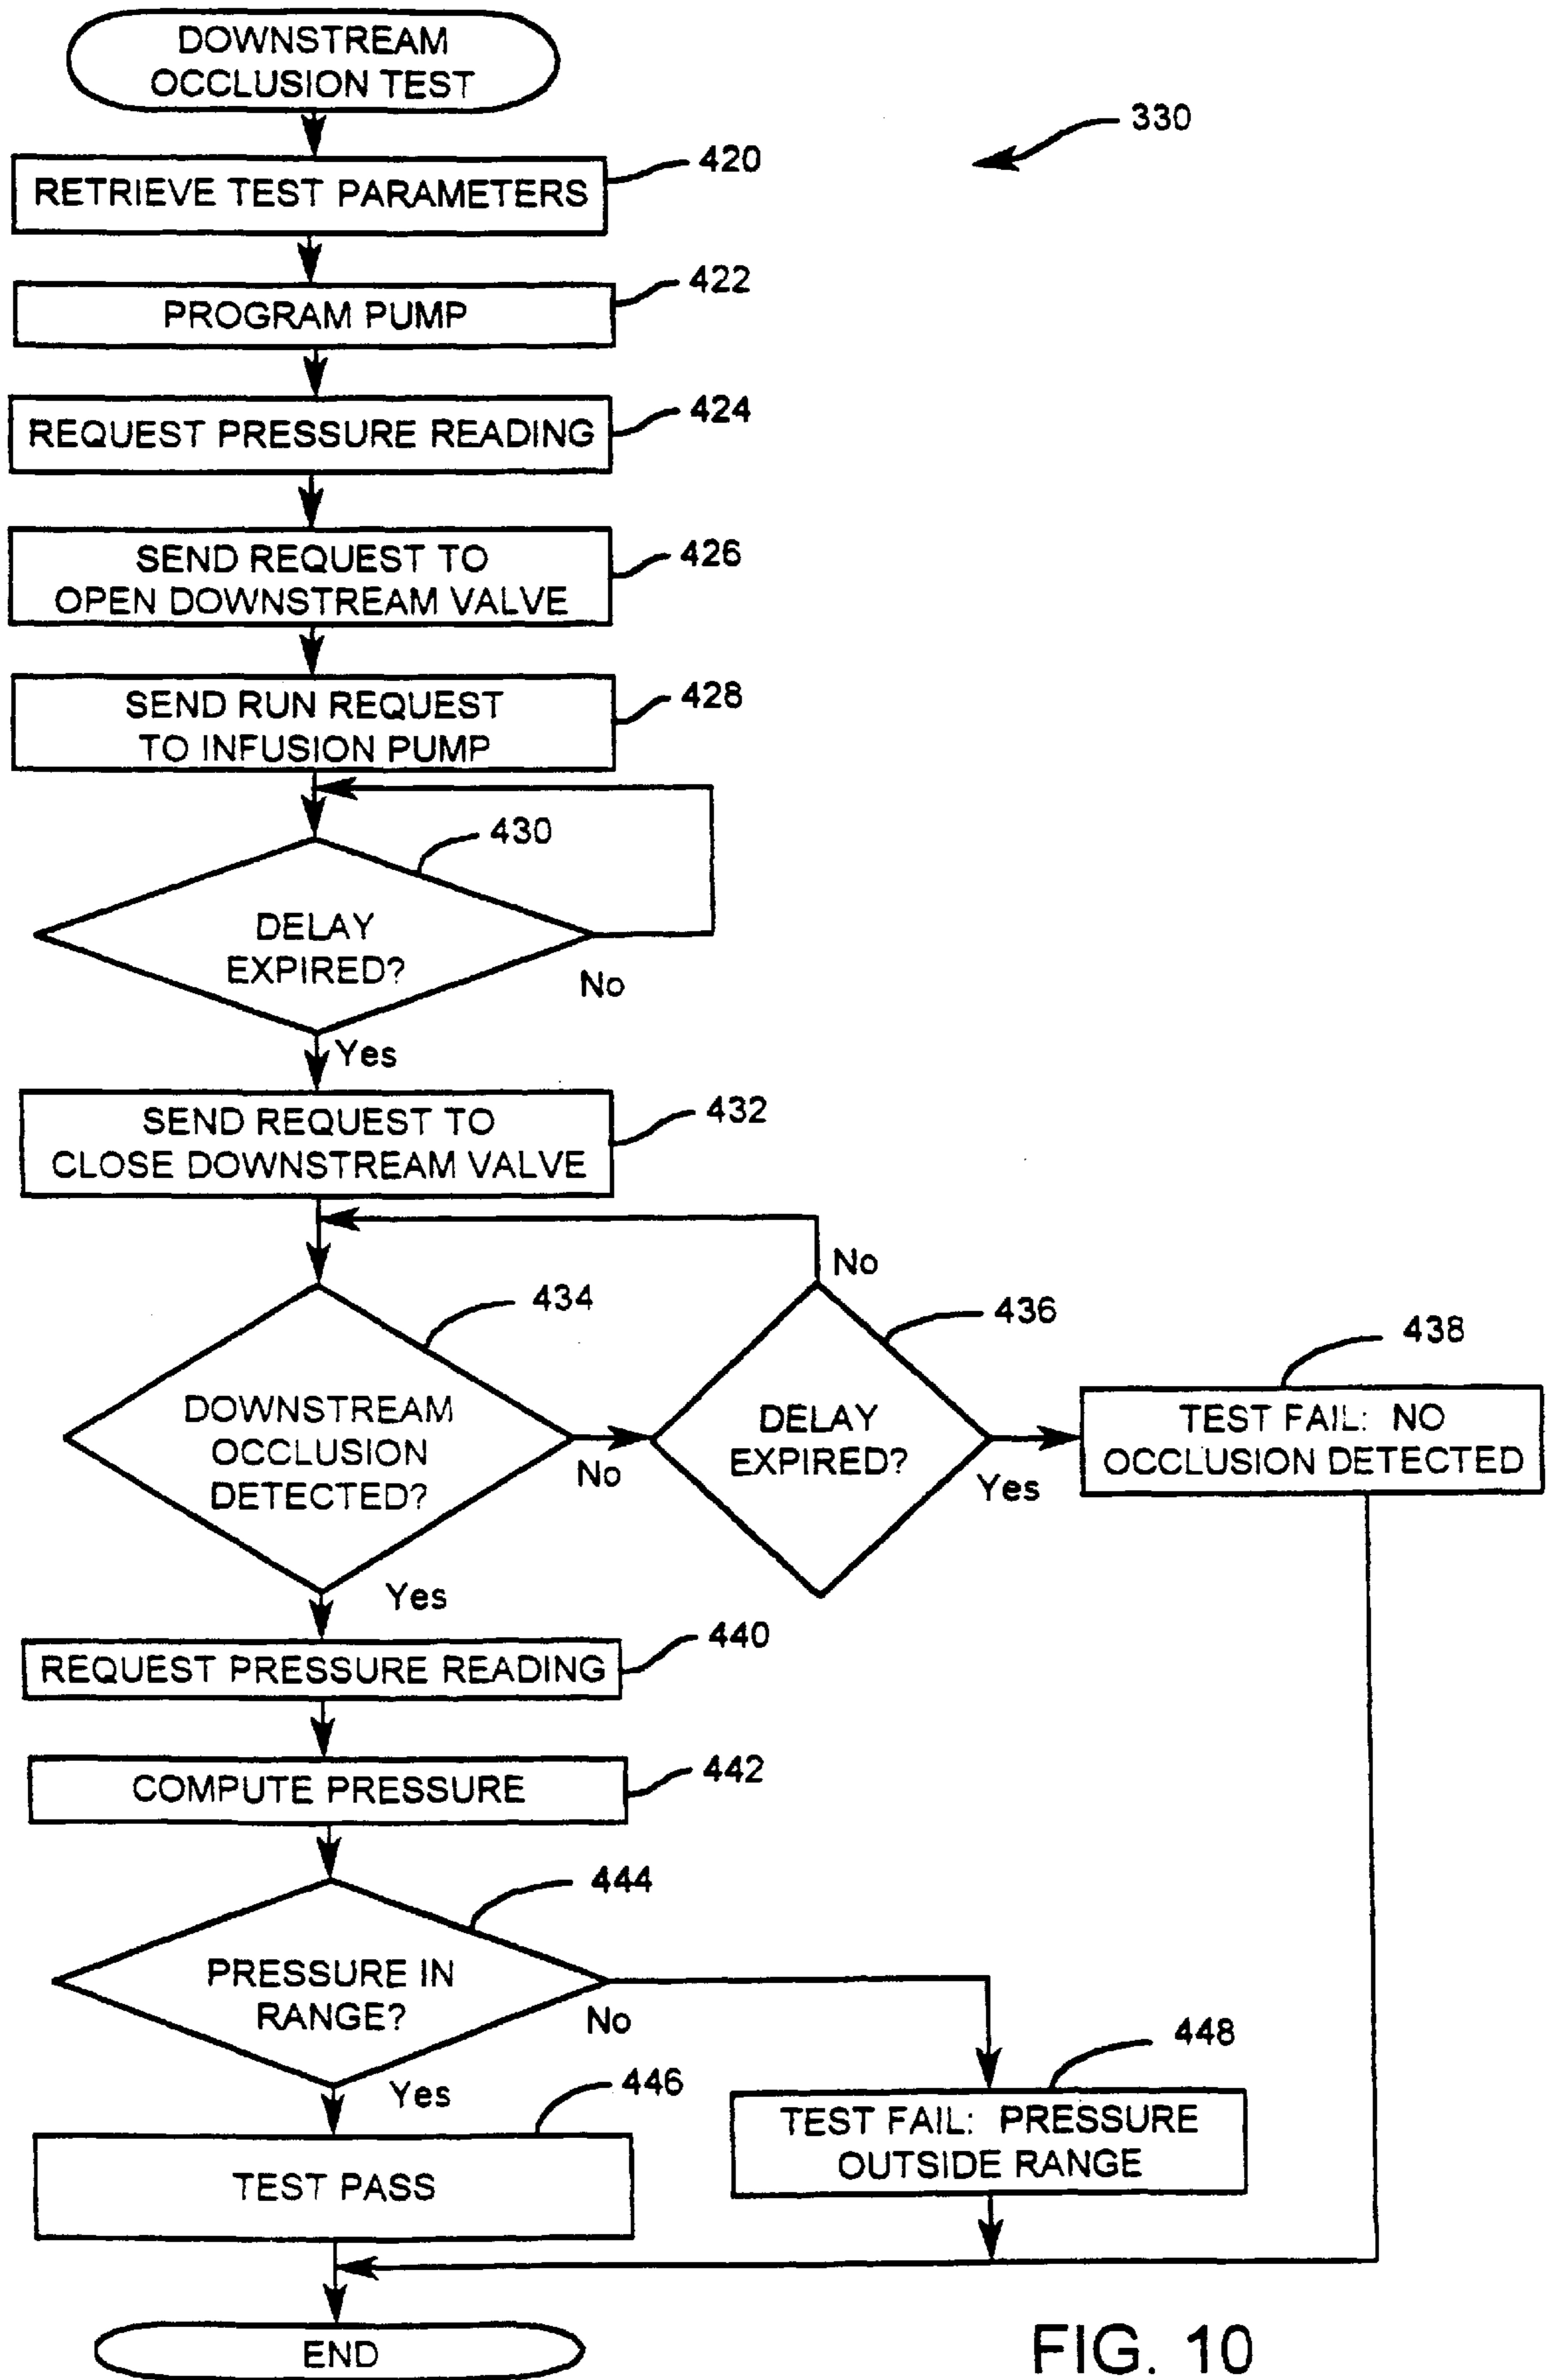 DOWNSTREAM
OCCLUSION TEST
330
420
RETRIEVE TEST PARAMETERS
422
PROGRAM PUMP
424
REQUEST PRESSURE READING
426
SEND REQUEST TO
OPEN DOWNSTREAM VALVE
428
SEND RUN REQUEST
TO INFUSION PUMP
430
DELAY
EXPIRED?
No
Yes
432
SEND REQUEST TO
CLOSE DOWNSTREAM VALVE
434
DOWNSTREAM
OCCLUSION
DETECTED?
No
Yes
436
No
DELAY
EXPIRED?
Yes
438
TEST FAIL: NO
OCCLUSION DETECTED
440
REQUEST PRESSURE READING
442
COMPUTE PRESSURE
444
PRESSURE IN
RANGE?
No
Yes
446
TEST PASS
448
TEST FAIL: PRESSURE
OUTSIDE RANGE
END
FIG. 10